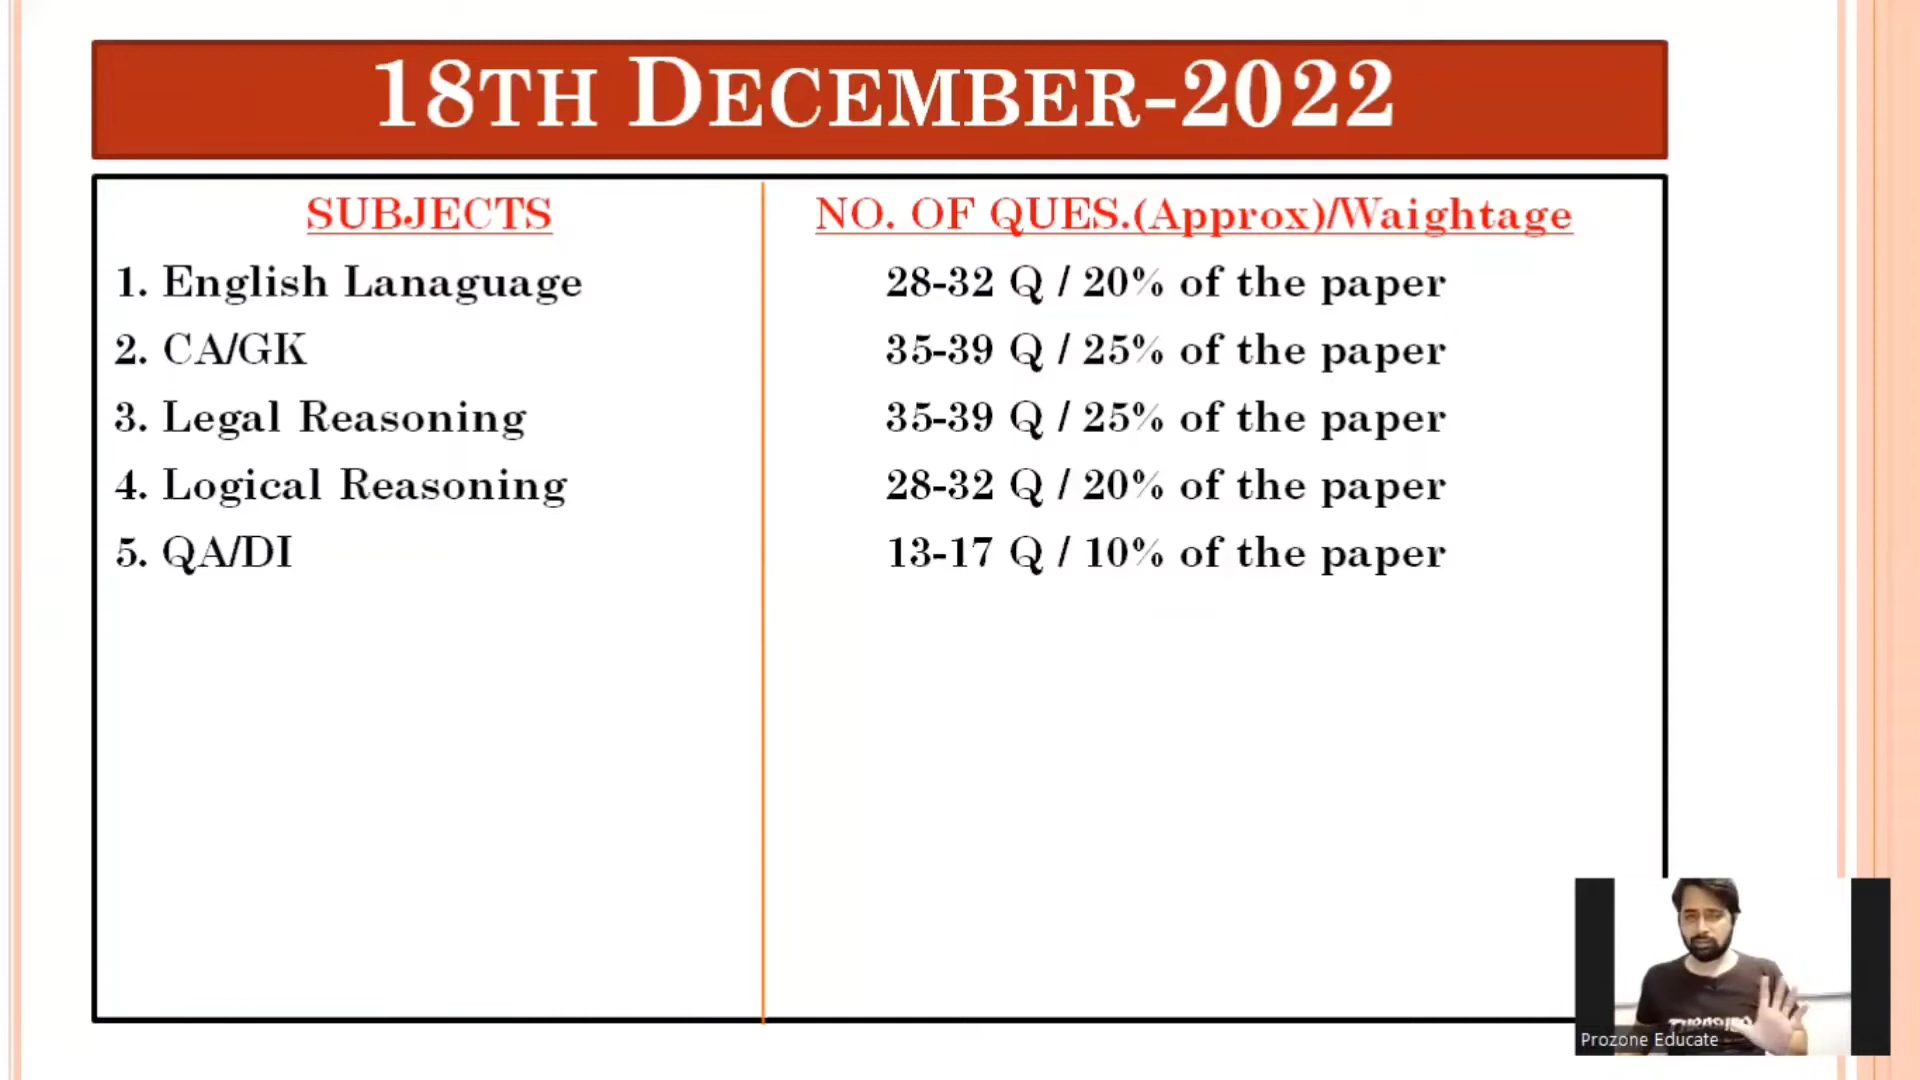 18TH DECEMBER-2022
SUBJECTS
NO. OF QUES.(Approx)/Waightage
1. English Lanaguage 28-32 Q / 20% of the paper
2. CA/GK 35-39 Q / 25% of the paper
3. Legal Reasoning 35-39 Q / 25% of the paper
4. Logical Reasoning 28-32 Q / 20% of the paper
5. QA/DI 13-17 Q / 10% of the paper
Prozone Educate